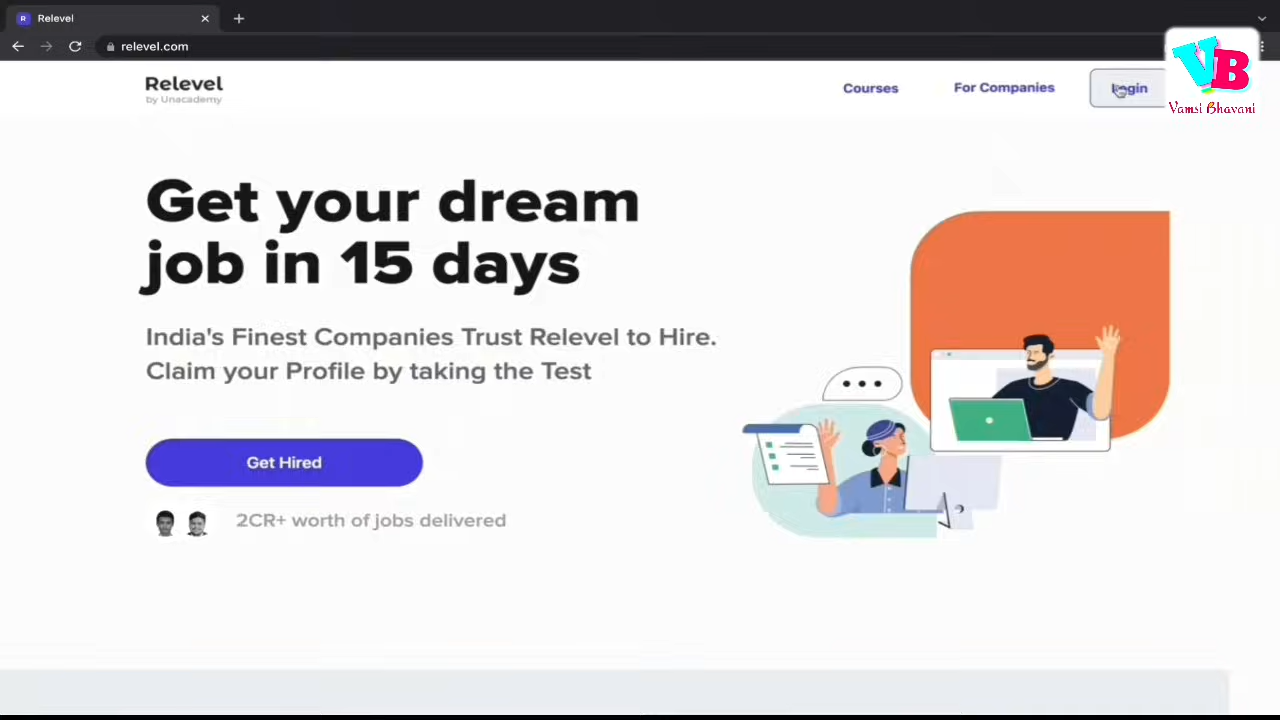 R Relevel
relevel.com
Relevel
by Unacademy
Courses
For Companies
Login
VB
Vamsi Bhavani
Get your dream
job in 15 days
India's Finest Companies Trust Relevel to Hire.
Claim your Profile by taking the Test
Get Hired
2CR+ worth of jobs delivered